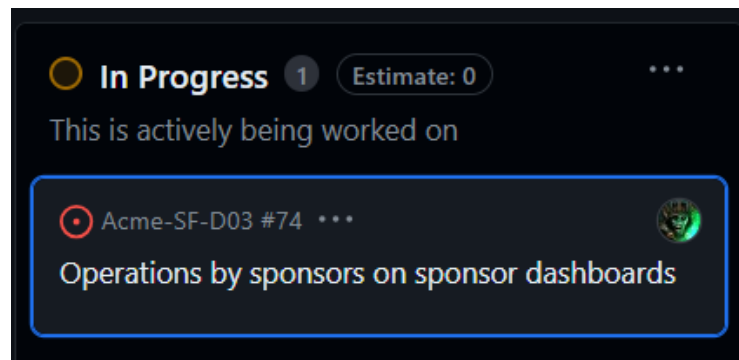 In Progress 1 Estimate: 0 ···
This is actively being worked on
Acme-SF-D03 #74 ···
Operations by sponsors on sponsor dashboards